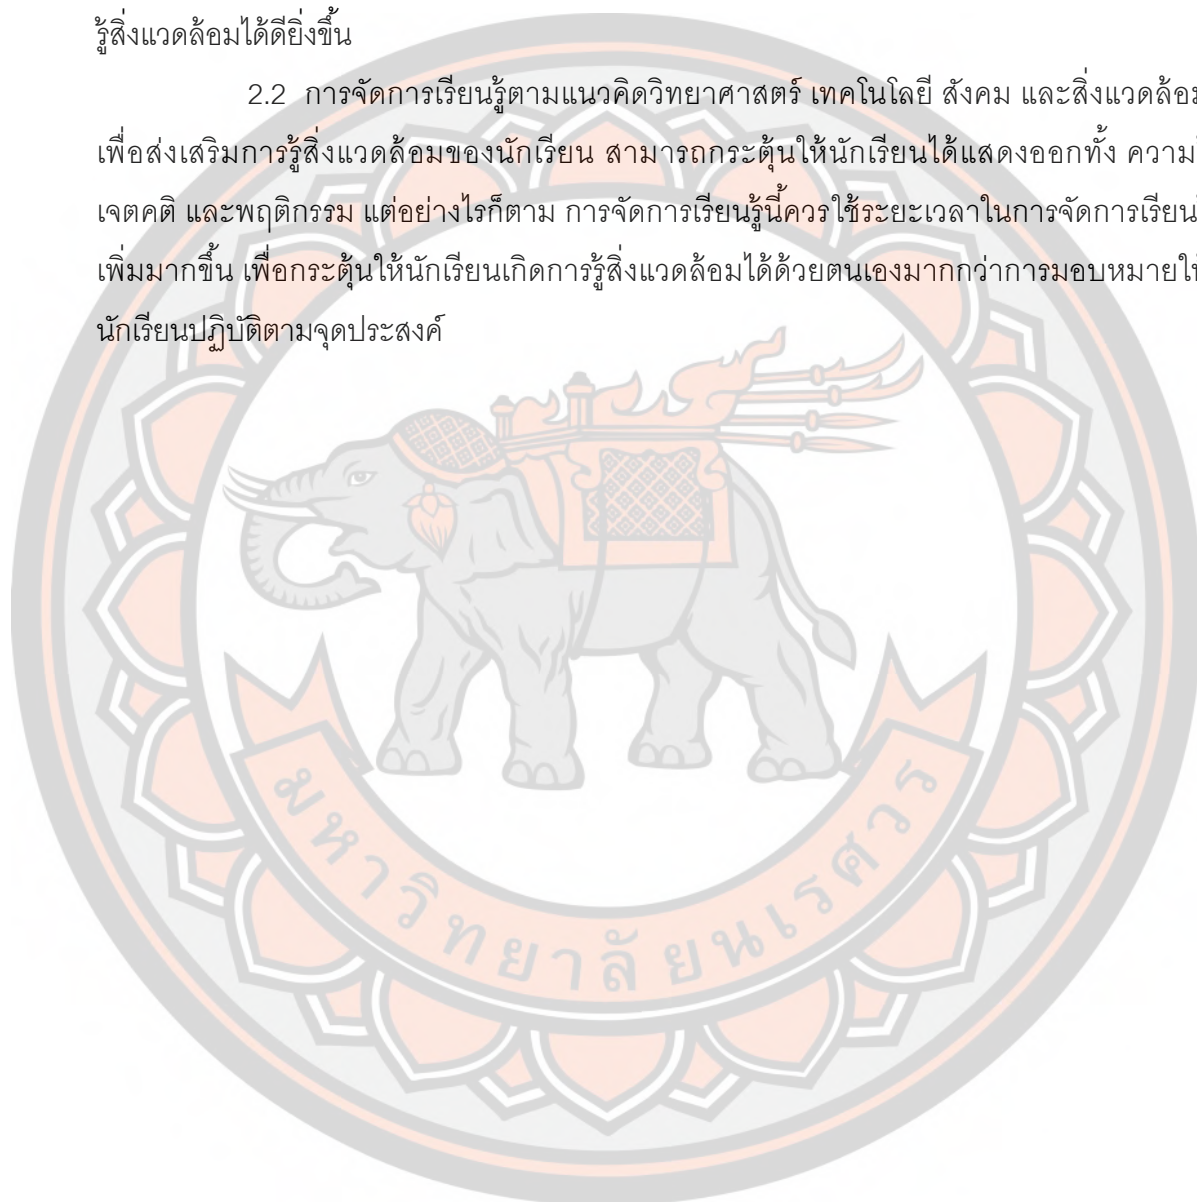 รู้สิ่งแวดล้อมได้ดียิ่งขึ้น
2.2 การจัดการเรียนรู้ตามแนวคิดวิทยาศาสตร์ เทคโนโลยี สังคม และสิ่งแวดล้อม
เพื่อส่งเสริมการรู้สิ่งแวดล้อมของนักเรียน สามารถกระตุ้นให้นักเรียนได้แสดงออกทั้ง ความ
เจตคติ และพฤติกรรม แต่อย่างไรก็ตาม การจัดการเรียนรู้นี้ควรใช้ระยะเวลาในการจัดการเรียน
เพิ่มมากขึ้น เพื่อกระตุ้นให้นักเรียนเกิดการรู้สิ่งแวดล้อมได้ด้วยตนเองมากกว่าการมอบหมายให้
นักเรียนปฏิบัติตามจุดประสงค์
มหาวิทยาลัยนเรศวร